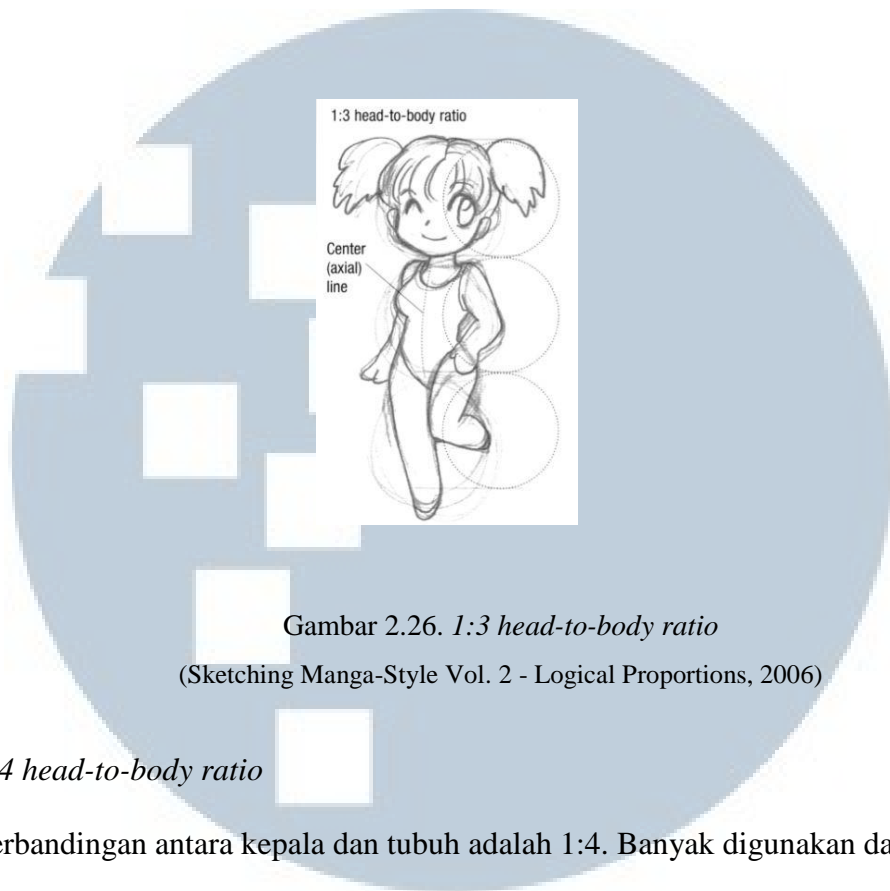 1:3 head-to-body ratio
Center
(axial)
line
Gambar 2.26. 1:3 head-to-body ratio
(Sketching Manga-Style Vol. 2 - Logical Proportions, 2006)
4 head-to-body ratio
erbandingan antara kepala dan tubuh adalah 1:4. Banyak digunakan da